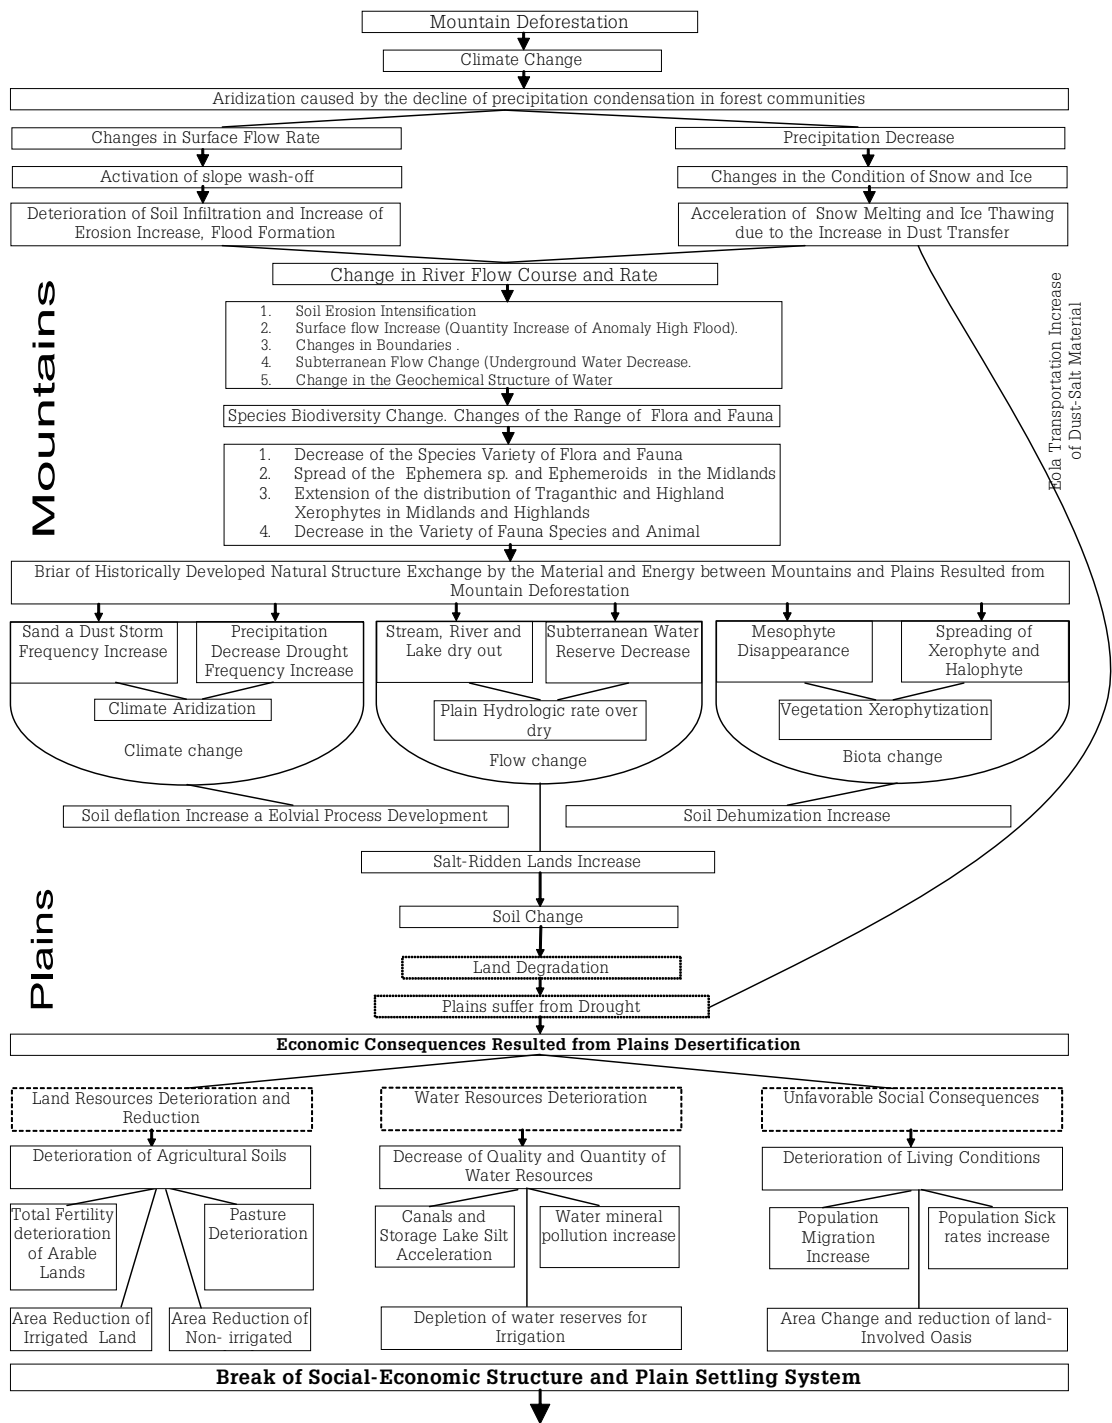 Mountain Deforestation
Climate Change
Aridization caused by the decline of precipitation condensation in forest communities
Changes in Surface Flow Rate
Precipitation Decrease
Activation of slope wash-off
Changes in the Condition of Snow and Ice
Deterioration of Soil Infiltration and Increase of
Erosion Increase, Flood Formation
Acceleration of Snow Melting and Ice Thawing
due to the Increase in Dust Transfer
Change in River Flow Course and Rate
Mountains
Eola Transportation Increase
of Dust-Salt Material
1. Soil Erosion Intensification
2. Surface flow Increase (Quantity Increase of Anomaly High Flood).
3. Changes in Boundaries .
4. Subterranean Flow Change (Underground Water Decrease.
5. Change in the Geochemical Structure of Water
Species Biodiversity Change. Changes of the Range of Flora and Fauna
1. Decrease of the Species Variety of Flora and Fauna
2. Spread of the Ephemera sp. and Ephemeroids in the Midlands
3. Extension of the distribution of Traganthic and Highland
Xerophytes in Midlands and Highlands
4. Decrease in the Variety of Fauna Species and Animal
Briar of Historically Developed Natural Structure Exchange by the Material and Energy between Mountains and Plains Resulted from
Mountain Deforestation
Sand a Dust Storm
Frequency Increase
Precipitation
Decrease Drought
Frequency Increase
Climate Aridization
Climate change
Stream, River and
Lake dry out
Subterranean Water
Reserve Decrease
Plain Hydrologic rate over
dry
Flow change
Mesophyte
Disappearance
Spreading of
Xerophyte and
Halophyte
Vegetation Xerophytization
Biota change
Soil deflation Increase a Eolvial Process Development
Soil Dehumization Increase
Plains
Salt-Ridden Lands Increase
Soil Change
Land Degradation
Plains suffer from Drought
Economic Consequences Resulted from Plains Desertification
Land Resources Deterioration and
Reduction
Water Resources Deterioration
Unfavorable Social Consequences
Deterioration of Agricultural Soils
Decrease of Quality and Quantity of
Water Resources
Deterioration of Living Conditions
Total Fertility
deterioration
of Arable
Lands
Pasture
Deterioration
Canals and
Storage Lake Silt
Acceleration
Water mineral
pollution increase
Population
Migration
Increase
Population Sick
rates increase
Area Reduction of
Irrigated Land
Area Reduction of
Non- irrigated
Depletion of water reserves for
Irrigation
Area Change and reduction of land-
Involved Oasis
Break of Social-Economic Structure and Plain Settling System